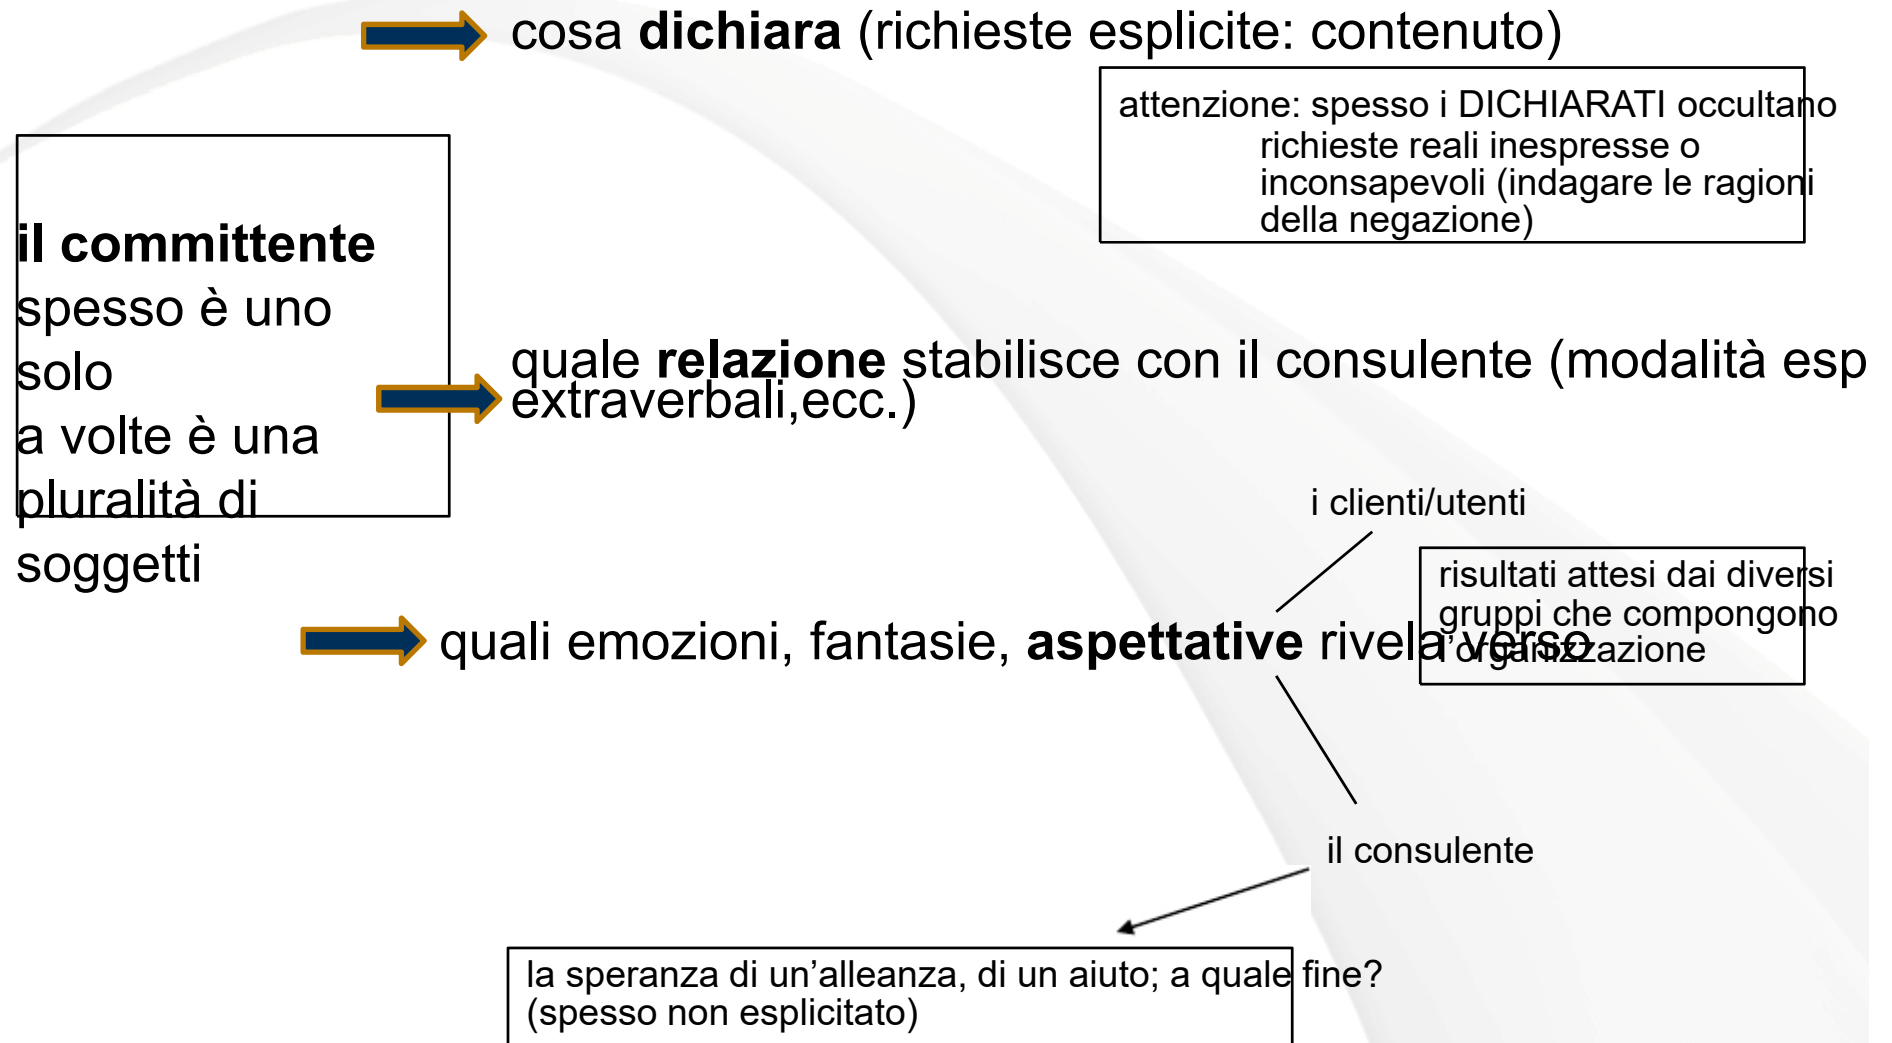 cosa dichiara (richieste esplicite: contenuto)
attenzione: spesso i DICHIARATI occultano
richieste reali inespresse o
inconsapevoli (indagare le ragioni
della negazione)
il committente
spesso è uno
solo
a volte è una
pluralità di
soggetti
quale relazione stabilisce con il consulente (modalità esp
extraverbali,ecc.)
i clienti/utenti
risultati attesi dai diversi
gruppi che compongono
l’organizzazione
quali emozioni, fantasie, aspettative rivela verso
il consulente
la speranza di un’alleanza, di un aiuto; a quale fine?
(spesso non esplicitato)